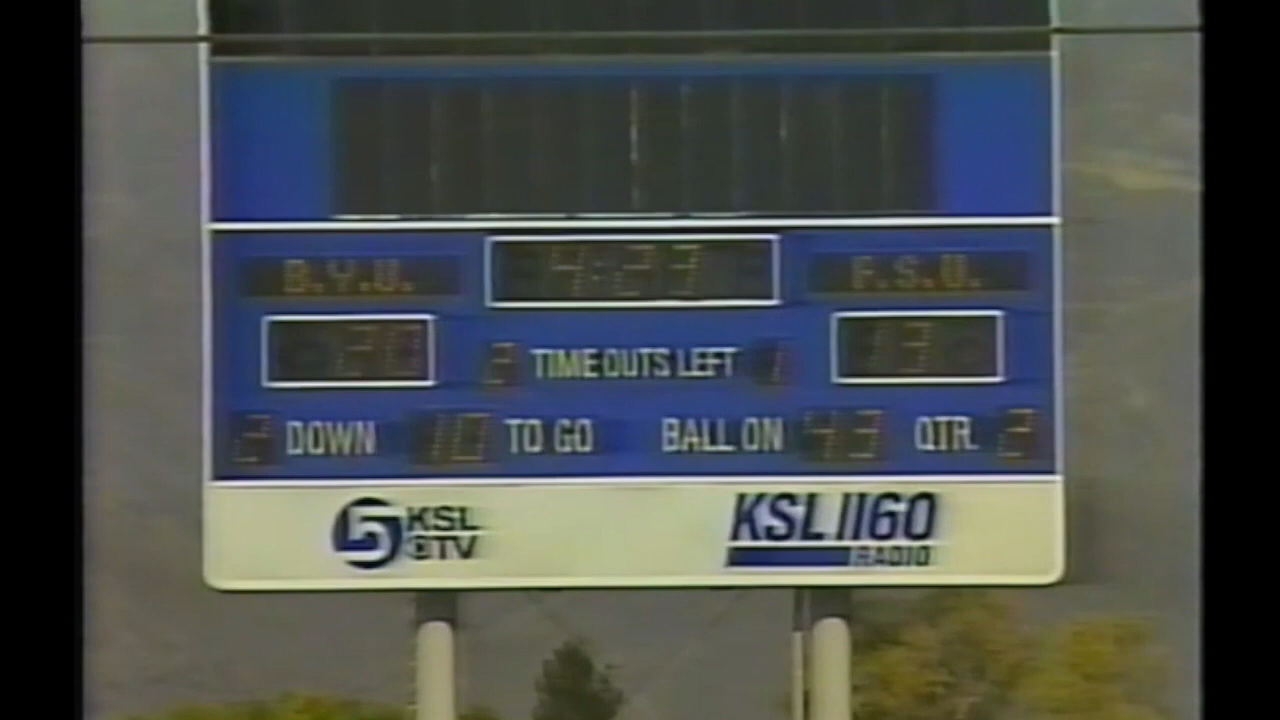 4:23
B.Y.U. F.S.U.
20 13
2 TIME OUTS LEFT 1
2 DOWN 10 TO GO BALL ON 43 QTR. 2
5 KSL TV KSL 1160
RADIO